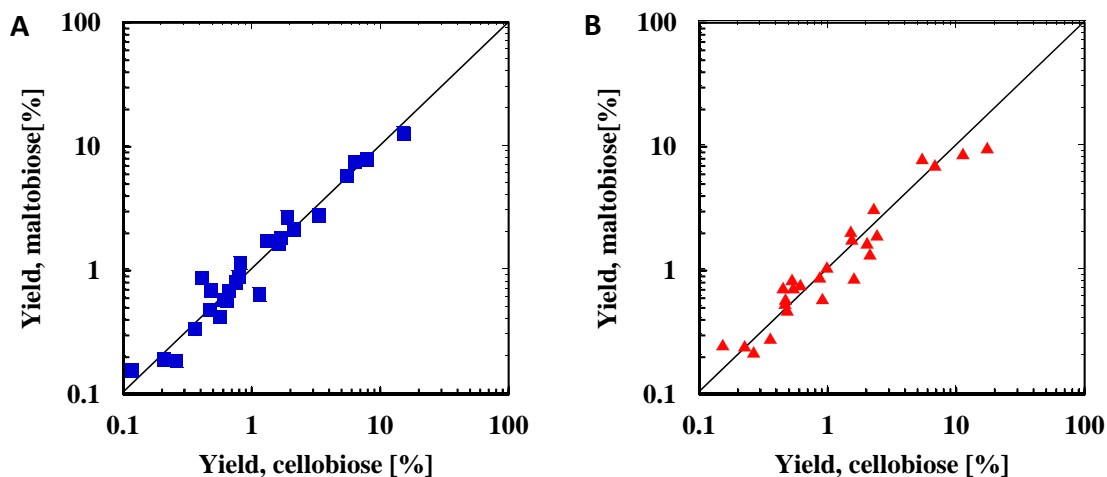 A
Yield, maltobiose[%]
100
10
1
0.1
0.1 1 10 100
Yield, cellobiose [%]
B
Yield, maltobiose [%]
100
10
1
0.1
0.1 1 10 100
Yield, cellobiose [%]